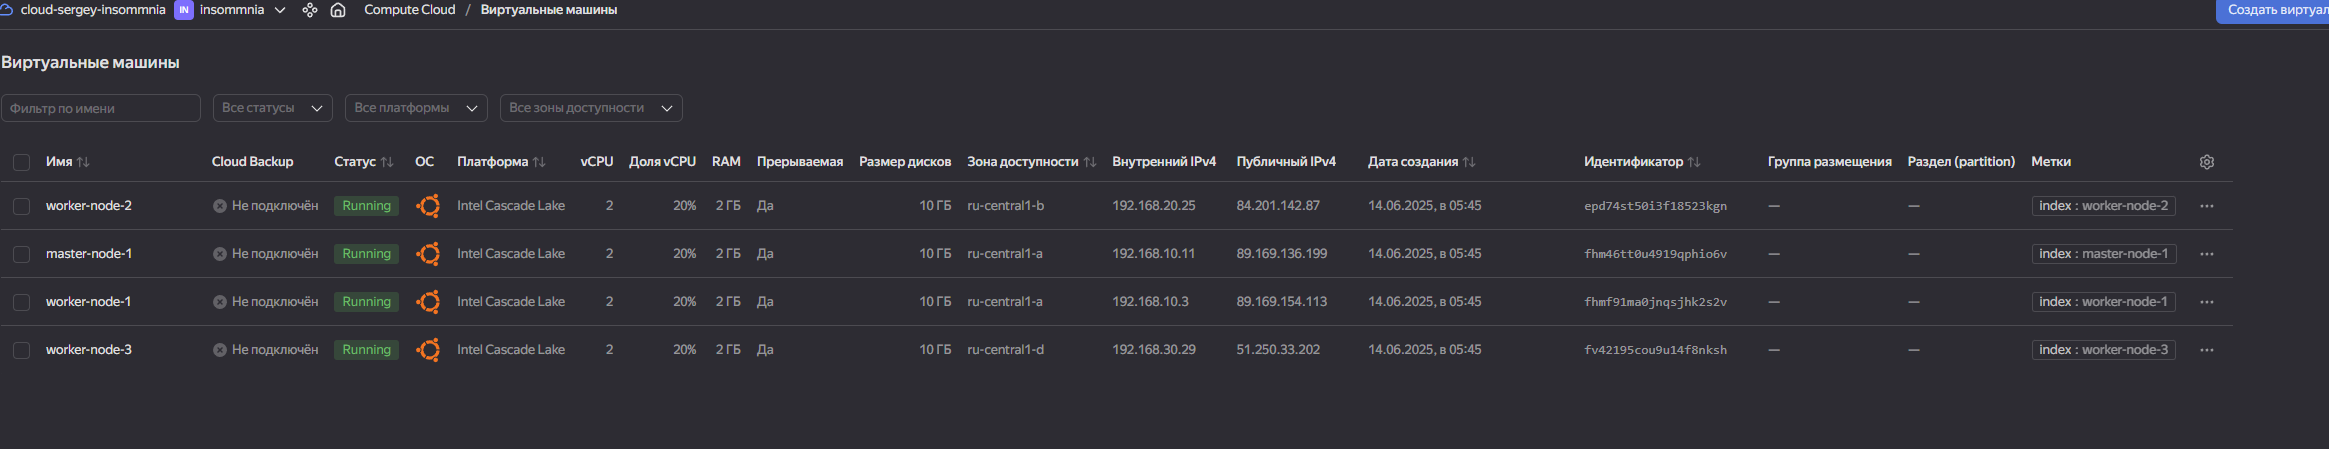 cloud-sergey-insommnia IN insommnia Compute Cloud / Виртуальные машины
Виртуальные машины
Фильтр по имени Все статусы Все платформы Все зоны доступности
Имя Cloud Backup Статус ОС Платформа vCPU Доля vCPU RAM Прерываемая Размер дисков Зона доступности Внутренний IPv4 Публичный IPv4 Дата создания Идентификатор Группа размещения Раздел (partition) Метки
worker-node-2 Не подключён Running Intel Cascade Lake 2 20% 2 ГБ Да 10 ГБ ru-central1-b 192.168.20.25 84.201.142.87 14.06.2025, в 05:45 epd74st50i3f18523kgn — — index : worker-node-2 ···
master-node-1 Не подключён Running Intel Cascade Lake 2 20% 2 ГБ Да 10 ГБ ru-central1-a 192.168.10.11 89.169.136.199 14.06.2025, в 05:45 fhm46tt0u4919qphio6v — — index : master-node-1 ···
worker-node-1 Не подключён Running Intel Cascade Lake 2 20% 2 ГБ Да 10 ГБ ru-central1-a 192.168.10.3 89.169.154.113 14.06.2025, в 05:45 fhmf91ma0jnqsjhk2s2v — — index : worker-node-1 ···
worker-node-3 Не подключён Running Intel Cascade Lake 2 20% 2 ГБ Да 10 ГБ ru-central1-d 192.168.30.29 51.250.33.202 14.06.2025, в 05:45 fv42195cou9u14f8nksh — — index : worker-node-3 ···